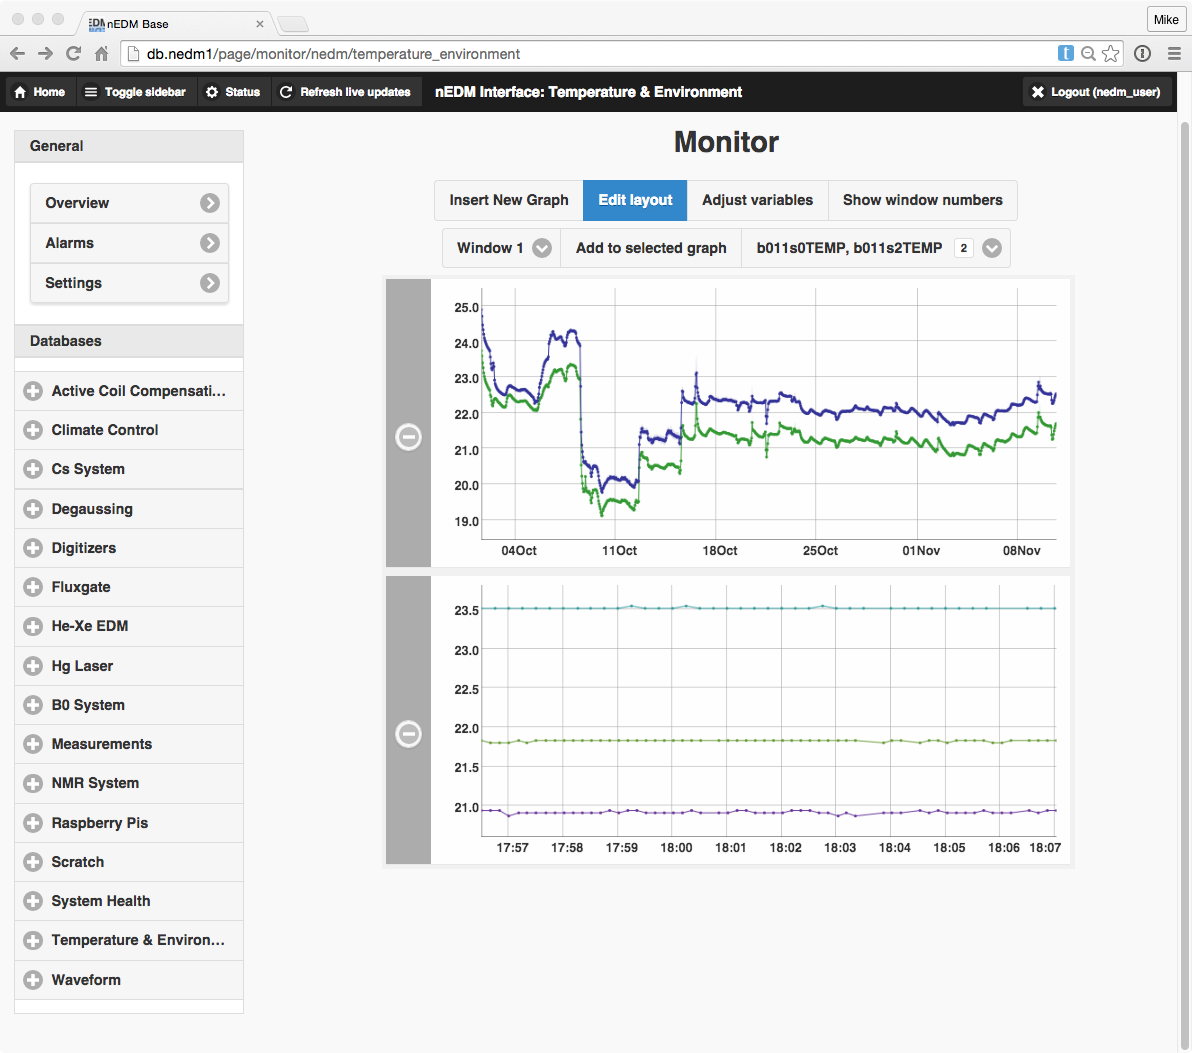 nEDM Base
Mike
db.nedm1/page/monitor/nedm/temperature_environment
Home Toggle sidebar Status Refresh live updates nEDM Interface: Temperature & Environment Logout (nedm_user)
General
Overview
Alarms
Settings
Databases
Active Coil Compensati...
Climate Control
Cs System
Degaussing
Digitizers
Fluxgate
He-Xe EDM
Hg Laser
B0 System
Measurements
NMR System
Raspberry Pis
Scratch
System Health
Temperature & Environ...
Waveform
Monitor
Insert New Graph Edit layout Adjust variables Show window numbers
Window 1 Add to selected graph b011s0TEMP, b011s2TEMP 2
25.0
24.0
23.0
22.0
21.0
20.0
19.0
04Oct 11Oct 18Oct 25Oct 01Nov 08Nov
23.5
23.0
22.5
22.0
21.5
21.0
17:57 17:58 17:59 18:00 18:01 18:02 18:03 18:04 18:05 18:06 18:07